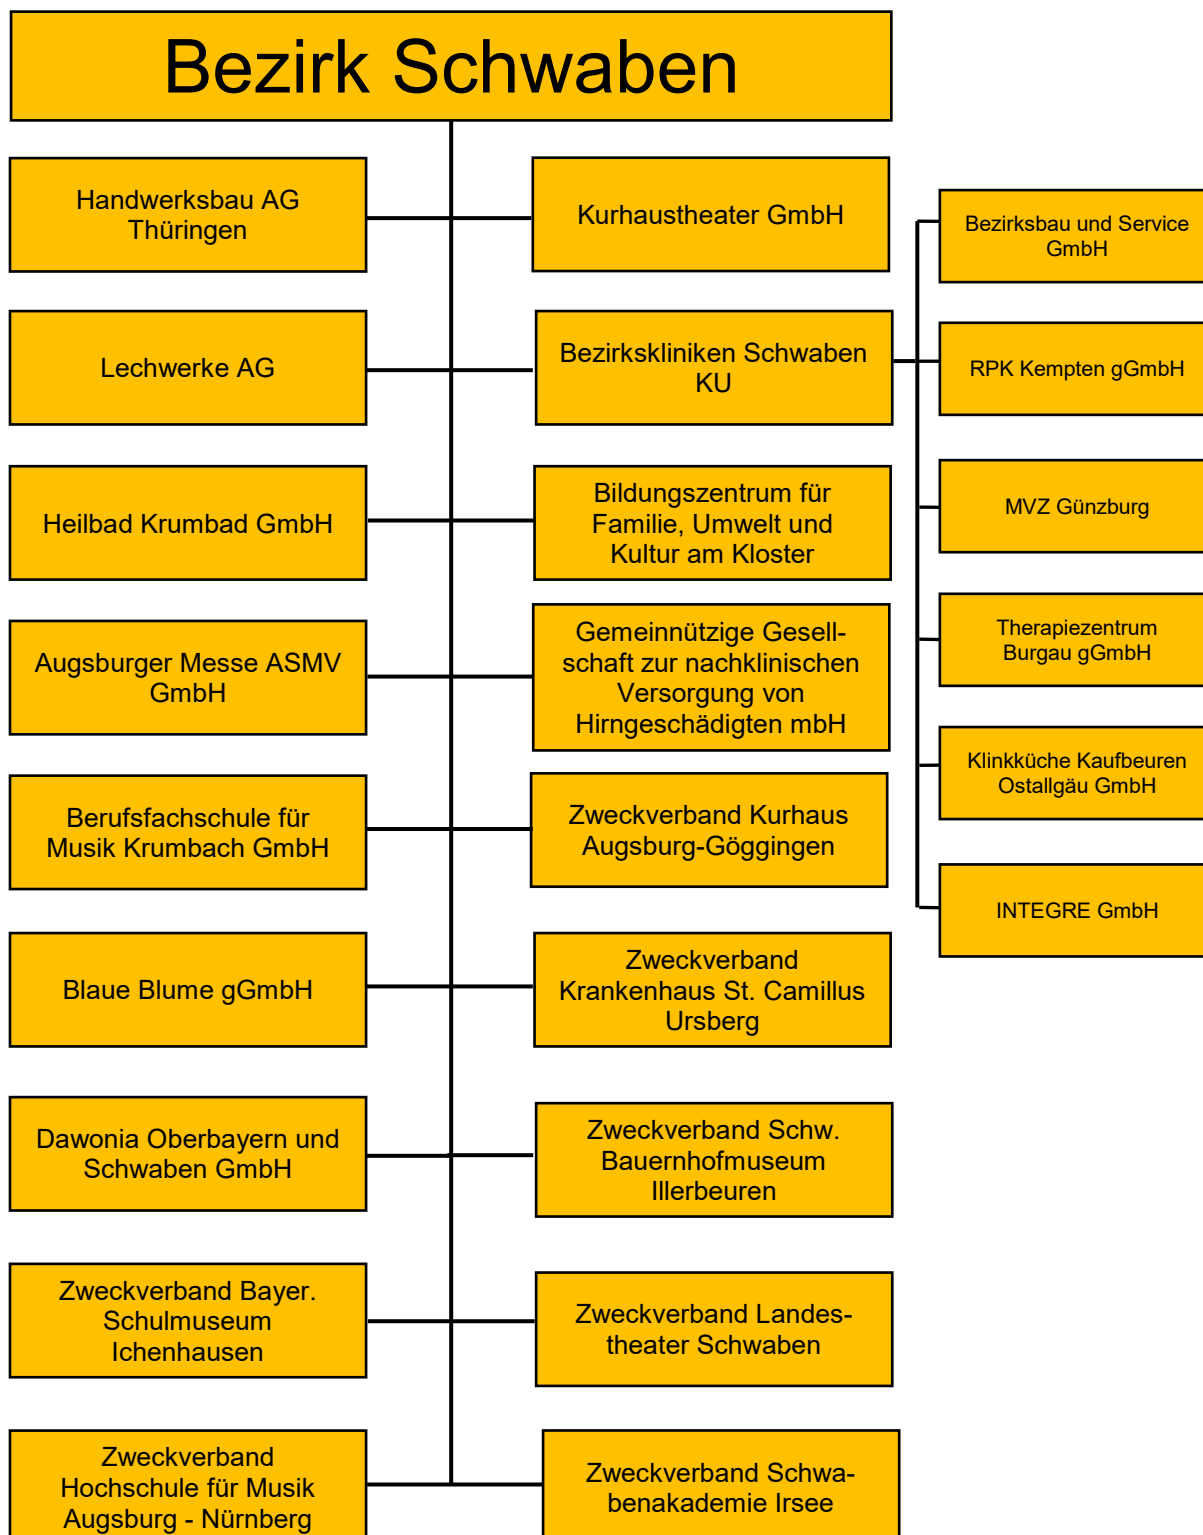 Bezirk Schwaben
Handwerksbau AG
Thüringen
Kurhaustheater GmbH
Bezirksbau und Service
GmbH
Lechwerke AG
Bezirkskliniken Schwaben
KU
RPK Kempten gGmbH
Heilbad Krumbad GmbH
Bildungszentrum für
Familie, Umwelt und
Kultur am Kloster
MVZ Günzburg
Augsburger Messe ASMV
GmbH
Gemeinnützige Gesell-
schaft zur nachklinischen
Versorgung von
Hirngeschädigten mbH
Therapiezentrum
Burgau gGmbH
Berufsfachschule für
Musik Krumbach GmbH
Zweckverband Kurhaus
Augsburg-Göggingen
Klinkküche Kaufbeuren
Ostallgäu GmbH
Blaue Blume gGmbH
Zweckverband
Krankenhaus St. Camillus
Ursberg
INTEGRE GmbH
Dawonia Oberbayern und
Schwaben GmbH
Zweckverband Schw.
Bauernhofmuseum
Illerbeuren
Zweckverband Bayer.
Schulmuseum
Ichenhausen
Zweckverband Landes-
theater Schwaben
Zweckverband
Hochschule für Musik
Augsburg - Nürnberg
Zweckverband Schwa-
benakademie Irsee